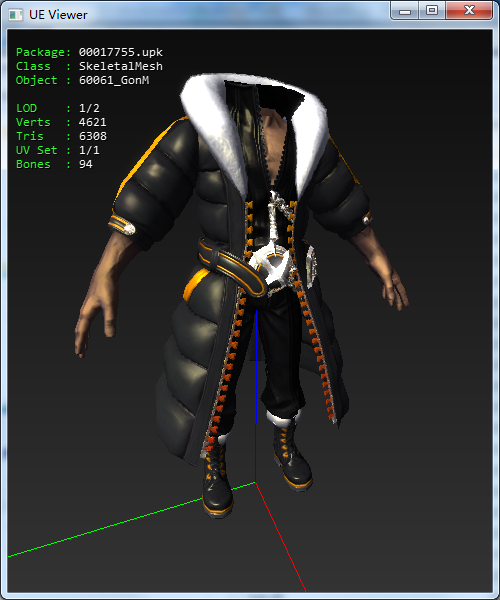 UE Viewer
Package: 00017755.upk
Class : SkeletalMesh
Object : 60061_GonM
LOD : 1/2
Verts : 4621
Tris : 6308
UV Set : 1/1
Bones : 94